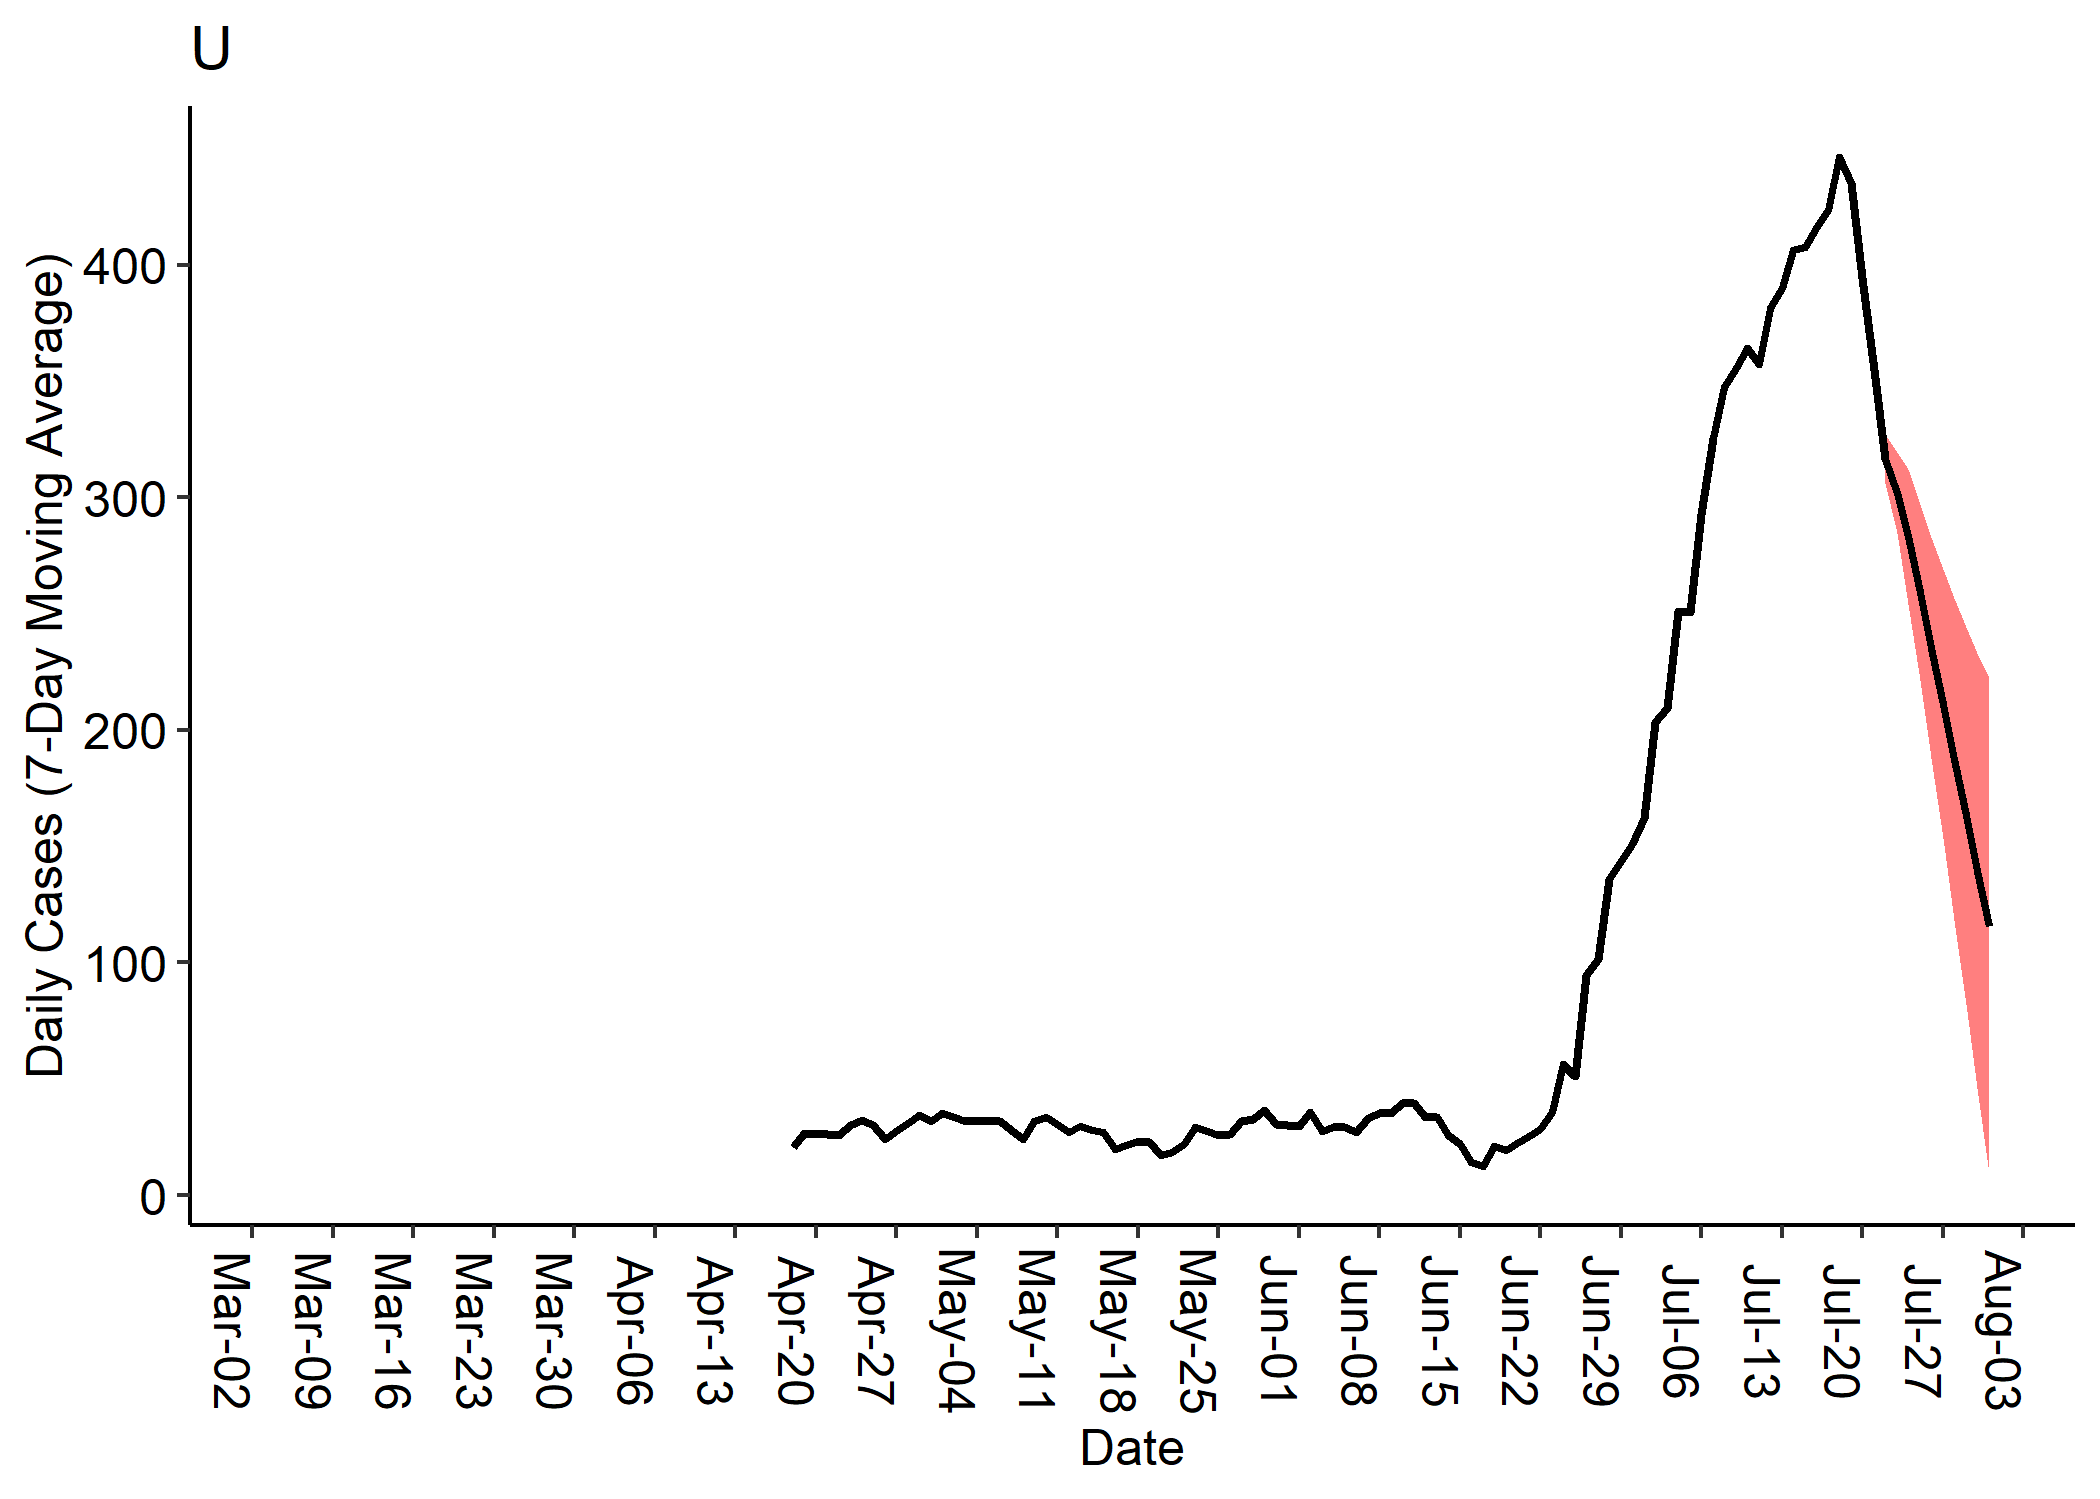 U
Daily Cases (7-Day Moving Average)
400
300
200
100
0
Mar-02
Mar-09
Mar-16
Mar-23
Mar-30
Apr-06
Apr-13
Apr-20
Apr-27
May-04
May-11
May-18
May-25
Jun-01
Jun-08
Jun-15
Jun-22
Jun-29
Jul-06
Jul-13
Jul-20
Jul-27
Aug-03
Date